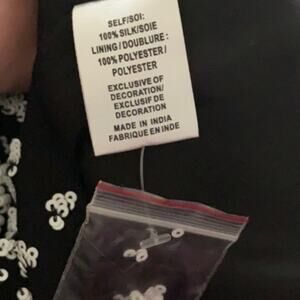 SELF/SOI:
100% SILK/SOIE
LINING/DOUBLURE :
100% POLYESTER/
POLYESTER
EXCLUSIVE OF
DECORATION/
EXCLUSIF DE
DECORATION
MADE IN INDIA
FABRIQUE EN INDE